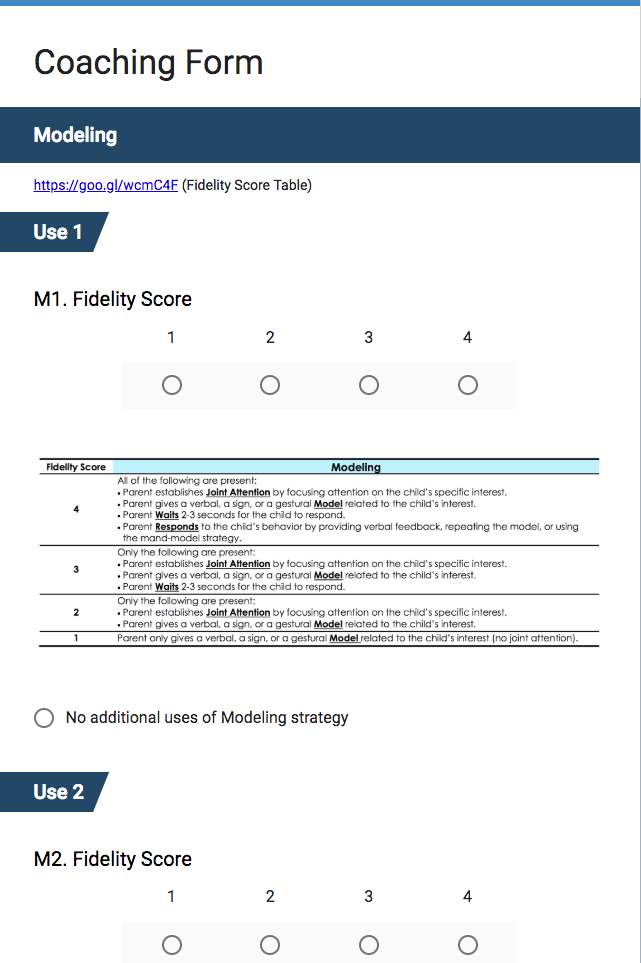 Coaching Form
Modeling
https://goo.gl/wcmC4F (Fidelity Score Table)
Use 1
M1. Fidelity Score
1 2 3 4
Fidelity Score Modeling
4
All of the following are present:
• Parent establishes Joint Attention by focusing attention on the child's specific interest.
• Parent gives a verbal, a sign, or a gestural Model related to the child's interest.
• Parent Waits 2-3 seconds for the child to respond.
• Parent Responds to the child's behavior by providing verbal feedback, repeating the model, or using
the mand-model strategy.
3
Only the following are present:
• Parent establishes Joint Attention by focusing attention on the child's specific interest.
• Parent gives a verbal, a sign, or a gestural Model related to the child's interest.
• Parent Waits 2-3 seconds for the child to respond.
2
Only the following are present:
• Parent establishes Joint Attention by focusing attention on the child's specific interest.
• Parent gives a verbal, a sign, or a gestural Model related to the child's interest.
1 Parent only gives a verbal, a sign, or a gestural Model related to the child's interest (no joint attention).
No additional uses of Modeling strategy
Use 2
M2. Fidelity Score
1 2 3 4